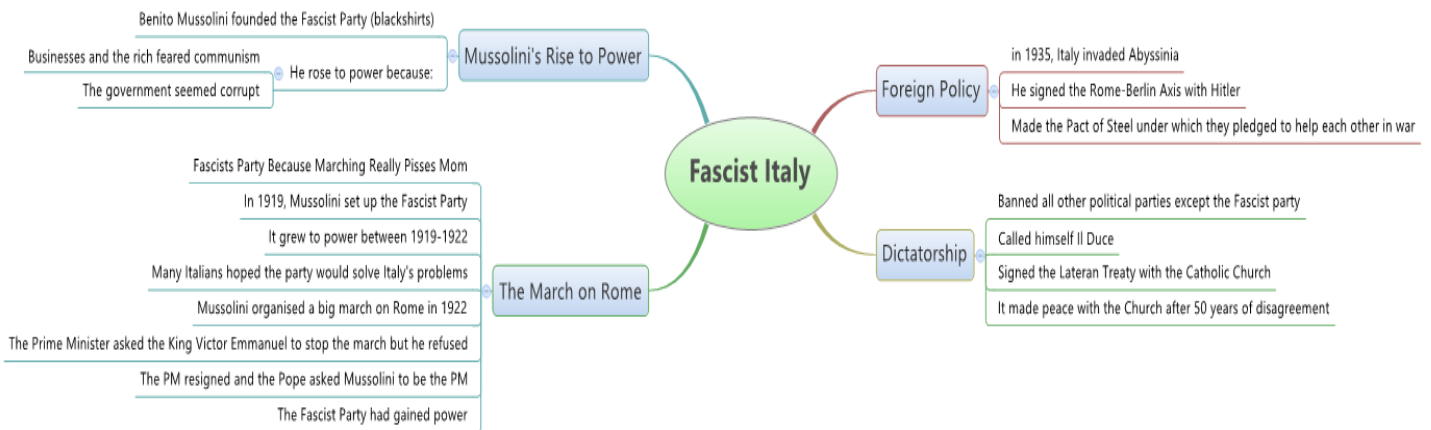 Fascist Italy
Mussolini's Rise to Power
Benito Mussolini founded the Fascist Party (blackshirts)
He rose to power because:
Businesses and the rich feared communism
The government seemed corrupt
The March on Rome
Fascists Party Because Marching Really Pisses Mom
In 1919, Mussolini set up the Fascist Party
It grew to power between 1919-1922
Many Italians hoped the party would solve Italy's problems
Mussolini organised a big march on Rome in 1922
The Prime Minister asked the King Victor Emmanuel to stop the march but he refused
The PM resigned and the Pope asked Mussolini to be the PM
The Fascist Party had gained power
Foreign Policy
in 1935, Italy invaded Abyssinia
He signed the Rome-Berlin Axis with Hitler
Made the Pact of Steel under which they pledged to help each other in war
Dictatorship
Banned all other political parties except the Fascist party
Called himself Il Duce
Signed the Lateran Treaty with the Catholic Church
It made peace with the Church after 50 years of disagreement